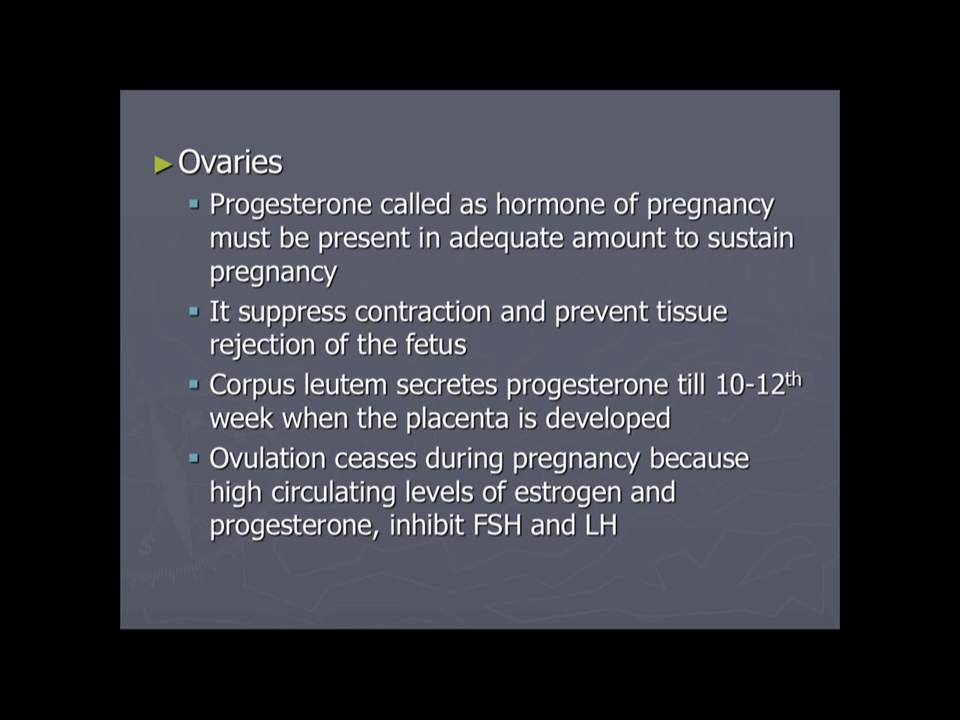 Ovaries
Progesterone called as hormone of pregnancy
must be present in adequate amount to sustain
pregnancy
It suppress contraction and prevent tissue
rejection of the fetus
Corpus leutem secretes progesterone till 10-12th
week when the placenta is developed
Ovulation ceases during pregnancy because
high circulating levels of estrogen and
progesterone, inhibit FSH and LH